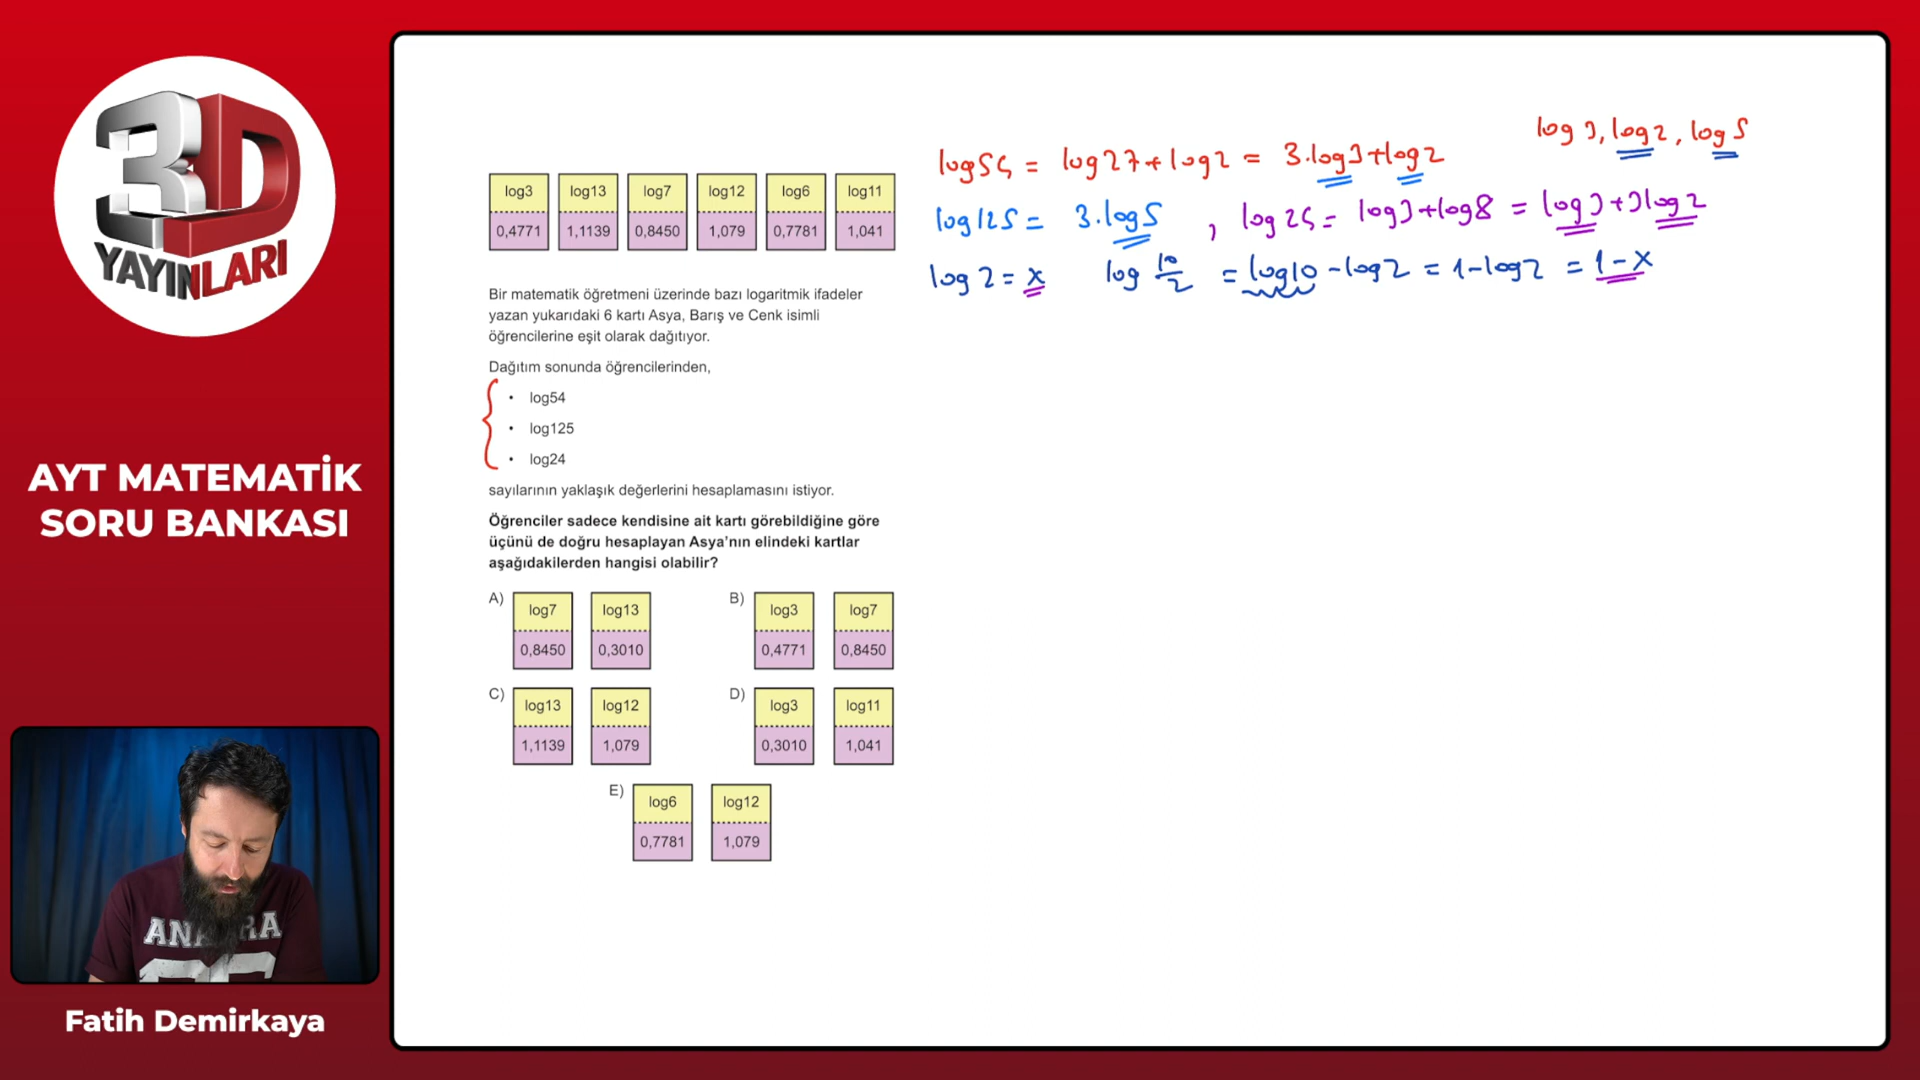 3D
YAYINLARI
AYT MATEMATİK
SORU BANKASI
ANKARA
Fatih Demirkaya
log3 log13 log7 log12 log6 log11
0,4771 1,1139 0,8450 1,079 0,7781 1,041
Bir matematik öğretmeni üzerinde bazı logaritmik ifadeler
yazan yukarıdaki 6 kartı Asya, Barış ve Cenk isimli
öğrencilerine eşit olarak dağıtıyor.
Dağıtım sonunda öğrencilerinden,
• log54
• log125
• log24
sayılarının yaklaşık değerlerini hesaplamasını istiyor.
Öğrenciler sadece kendisine ait kartı görebildiğine göre
üçünü de doğru hesaplayan Asya'nın elindeki kartlar
aşağıdakilerden hangisi olabilir?
A) log7 log13
0,8450 0,3010
B) log3 log7
0,4771 0,8450
C) log13 log12
1,1139 1,079
D) log3 log11
0,3010 1,041
E) log6 log12
0,7781 1,079
log3, log2, log5
log54 = log27+log2 = 3.log3+log2
log125 = 3.log5 , log24 = log3+log8 = log3+3log2
log2 = x log 10/2 = log10 - log2 = 1-log2 = 1-x